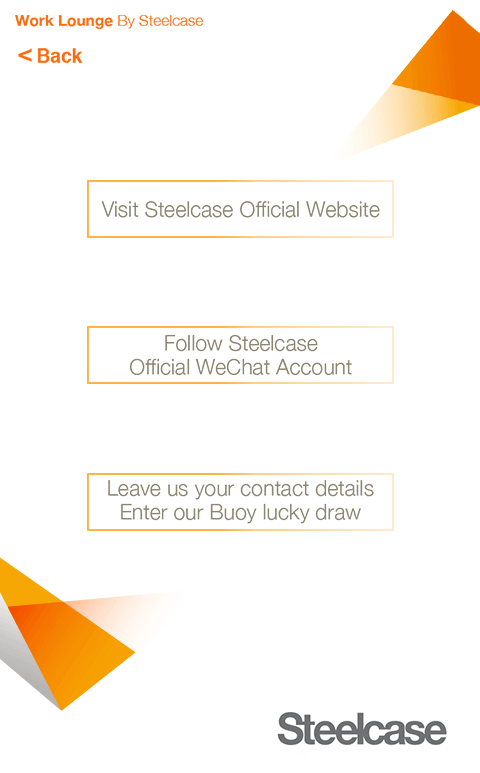 Work Lounge By Steelcase
< Back
Visit Steelcase Official Website
Follow Steelcase
Official WeChat Account
Leave us your contact details
Enter our Buoy lucky draw
Steelcase